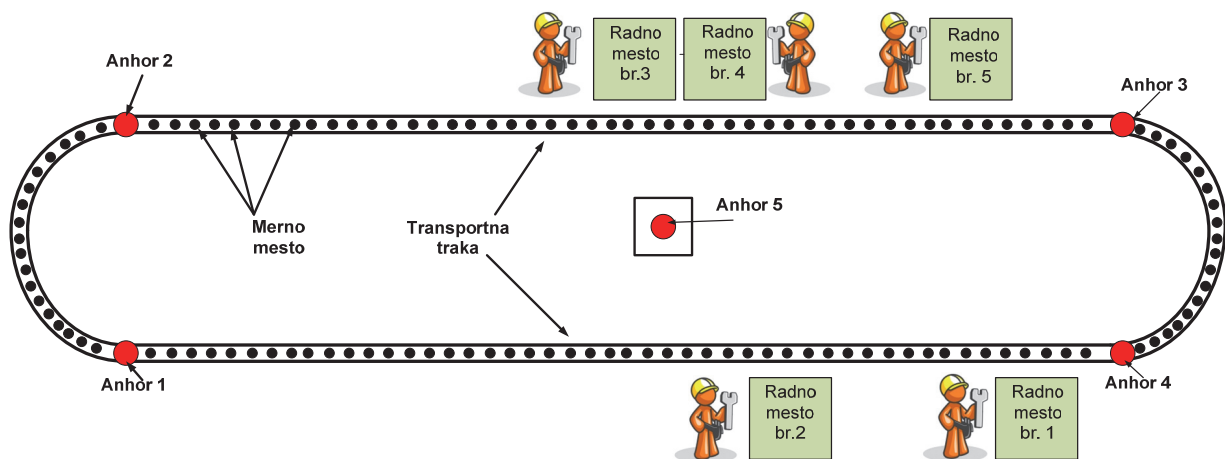 Radno
mesto
br.3
Radno
mesto
br. 4
Radno
mesto
br. 5
Anhor 2
Anhor 3
Merno
mesto
Transportna
traka
Anhor 5
Anhor 1
Anhor 4
Radno
mesto
br.2
Radno
mesto
br. 1